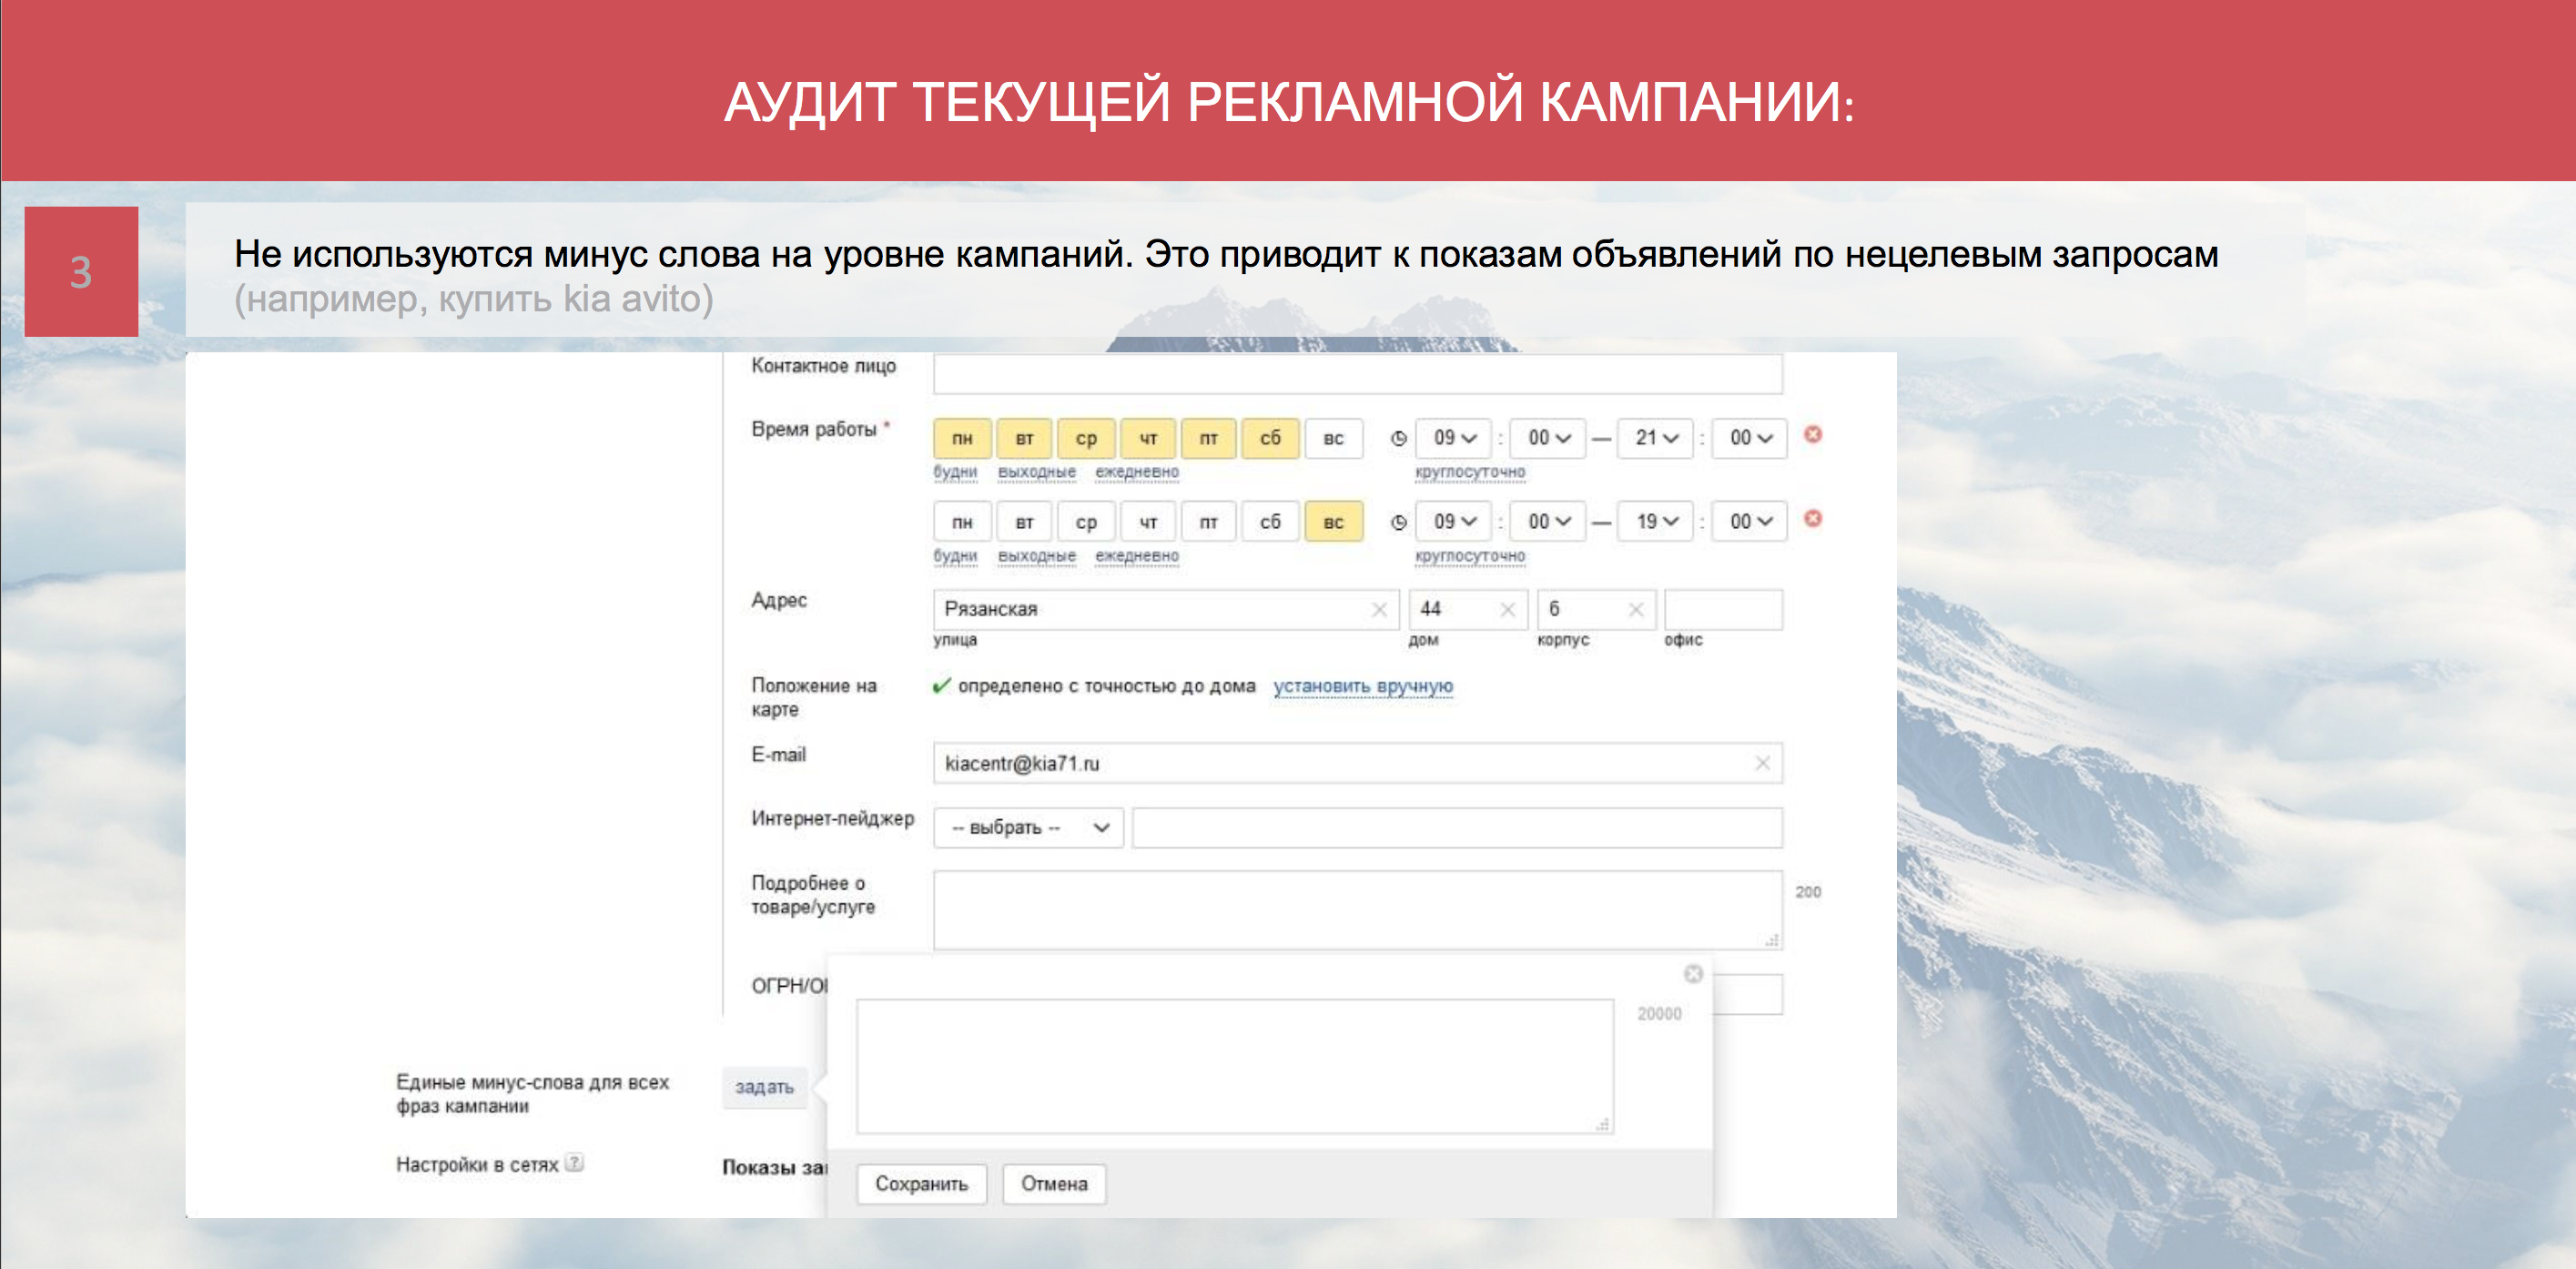 АУДИТ ТЕКУЩЕЙ РЕКЛАМНОЙ КАМПАНИИ:
3
Не используются минус слова на уровне кампаний. Это приводит к показам объявлений по нецелевым запросам
(например, купить kia avito)
Контактное лицо
Время работы * пн вт ср чт пт сб вс 09 : 00 — 21 : 00
будни выходные ежедневно круглосуточно
пн вт ср чт пт сб вс 09 : 00 — 19 : 00
будни выходные ежедневно круглосуточно
Адрес Рязанская 44 6
улица дом корпус офис
Положение на
карте
определено с точностью до дома установить вручную
E-mail kiacentr@kia71.ru
Интернет-пейджер -- выбрать --
Подробнее о
товаре/услуге
200
ОГРН/О
20000
Единые минус-слова для всех
фраз кампании
задать
Настройки в сетях ?
Показы за
Сохранить Отмена